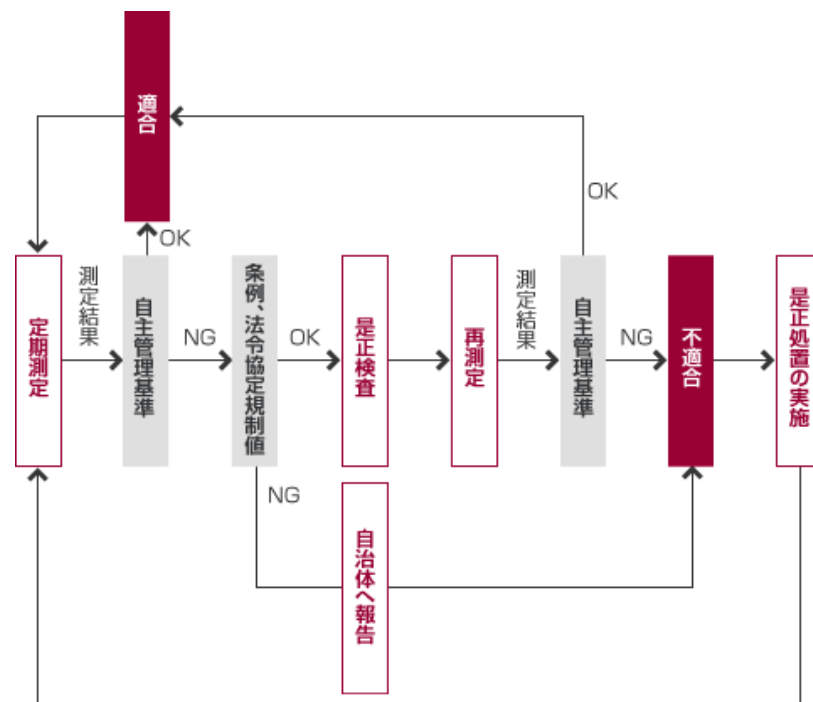 適合
OK
OK
定期測定
測定結果
自主管理基準
NG
条例、法令協定規制値
OK
是正検査
再測定
測定結果
自主管理基準
NG
不適合
是正処置の実施
NG
自治体へ報告